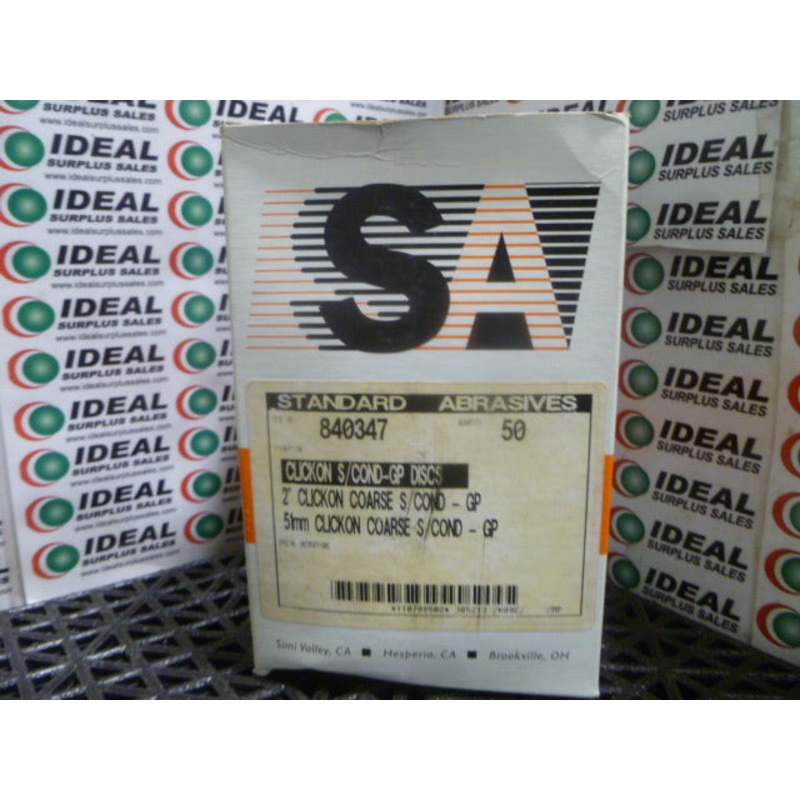 SA
STANDARD ABRASIVES
840347 50
CLICKON S/COND-GP DISCS
2" CLICKON COARSE S/COND - GP
51mm CLICKON COARSE S/COND - GP
Simi Valley, CA ■ Hesperia, CA ■ Brookville, OH
IDEAL
SURPLUS SALES
www.idealsurplussales.com